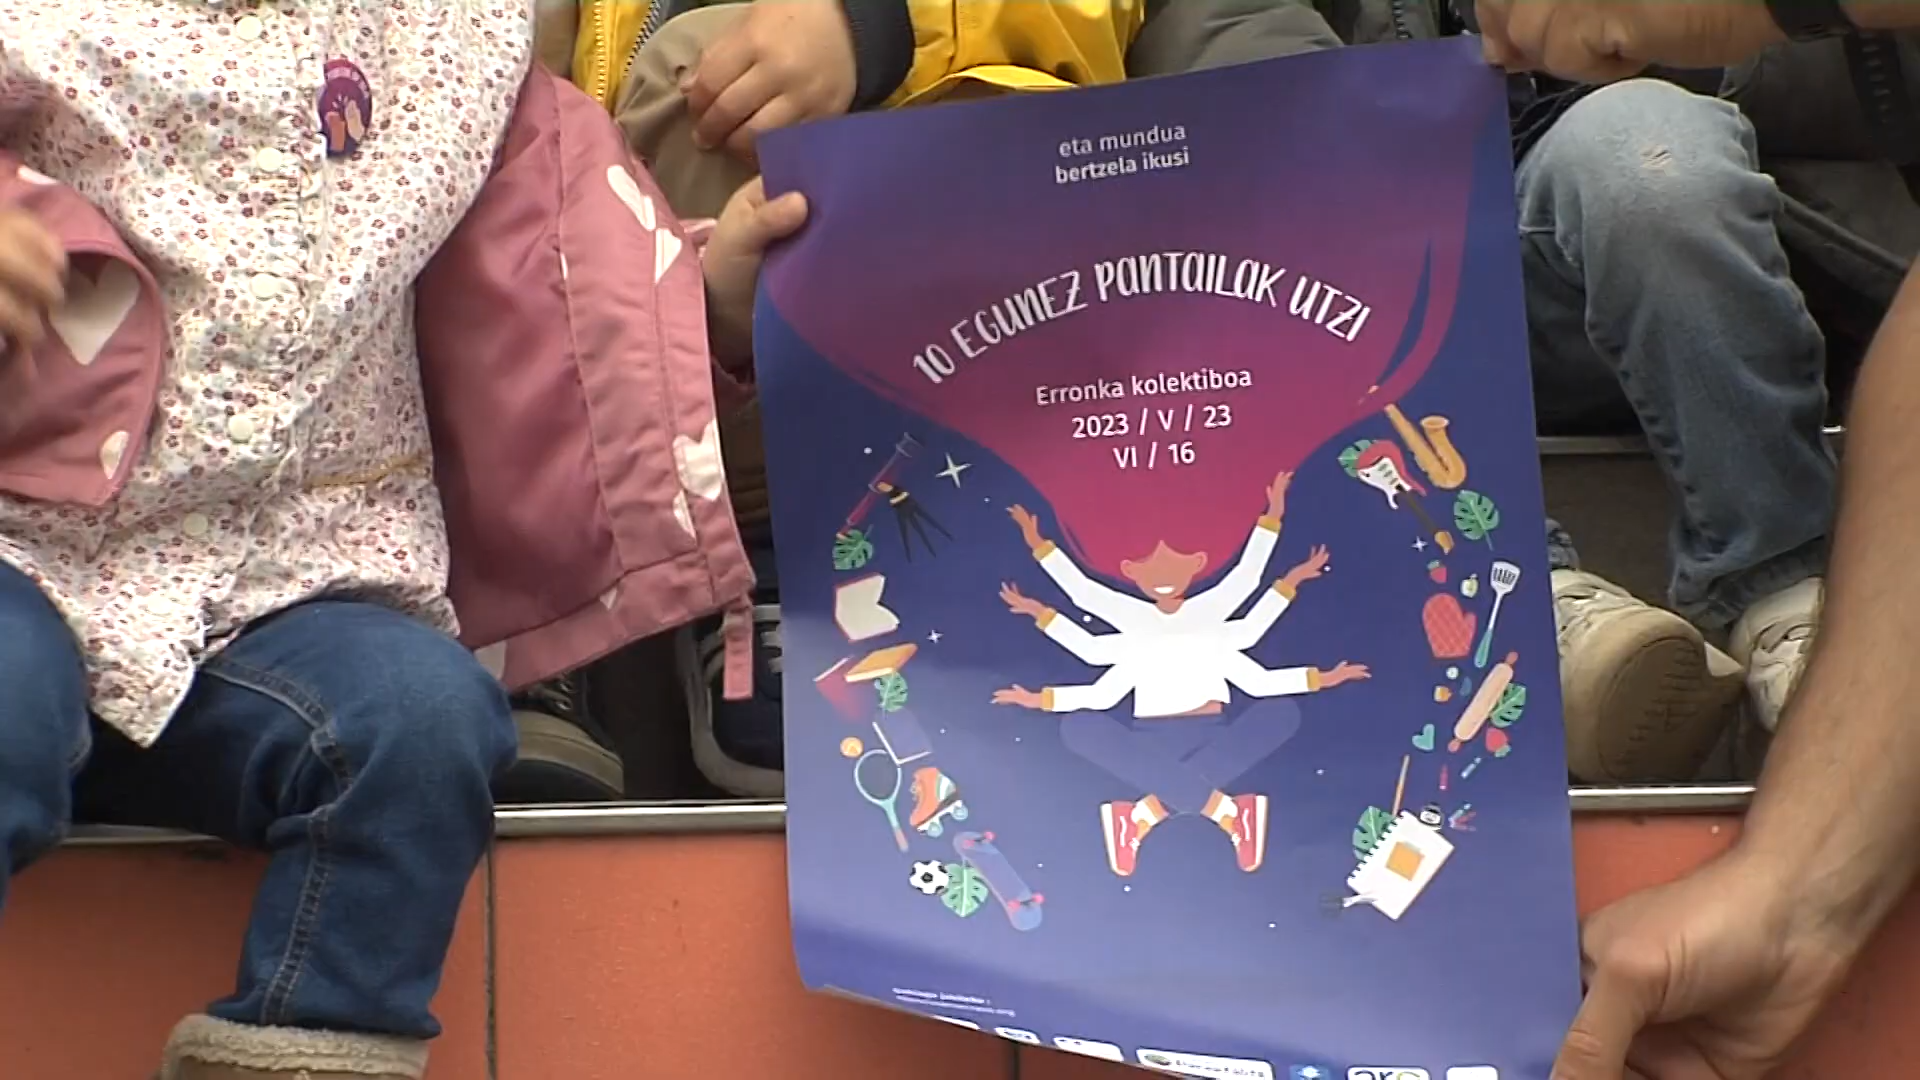 eta mundua
bertzela ikusi
10 EGUNEZ PANTAILAK UTZI
Erronka kolektiboa
2023 / V / 23
VI / 16